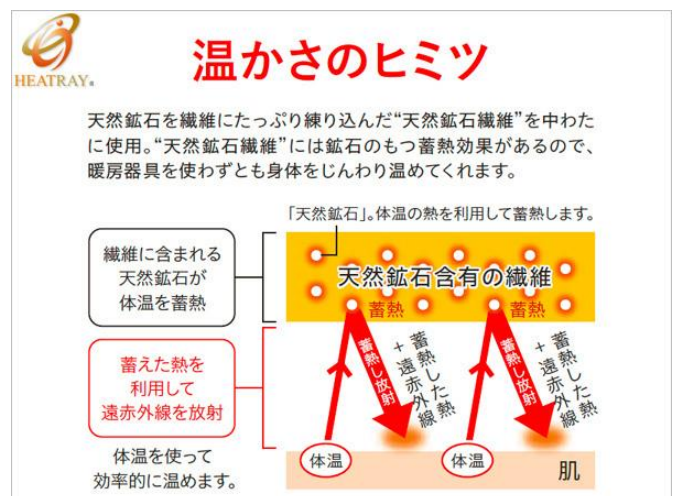 HEATRAY®
温かさのヒミツ
天然鉱石を繊維にたっぷり練り込んだ“天然鉱石繊維”を中わた
に使用。“天然鉱石繊維”には鉱石のもつ蓄熱効果があるので、
暖房器具を使わずとも身体をじんわり温めてくれます。
「天然鉱石」。体温の熱を利用して蓄熱します。
繊維に含まれる
天然鉱石が
体温を蓄熱
天然鉱石含有の繊維
蓄熱
蓄熱
蓄えた熱を
利用して
遠赤外線を放射
蓄熱し放射
蓄熱した熱
+遠赤外線
蓄熱し放射
蓄熱した熱
+遠赤外線
体温を使って
効率的に温めます。
体温
体温
肌